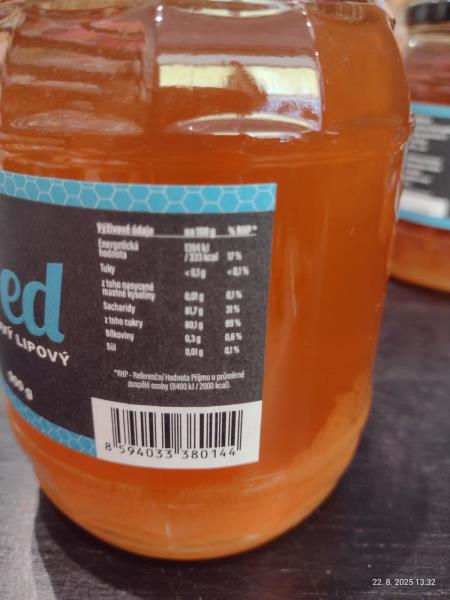 Výživové údaje na 100 g % RHP*
Energetická hodnota 1394 kJ / 333 kcal 17%
Tuky < 0,1 g < 0,1%
z toho nasycené mastné kyseliny 0,01 g 0,1%
Sacharidy 81,7 g 31%
z toho cukry 80,1 g 89%
Bílkoviny 0,3 g 0,6%
Sůl 0,01 g 0,1%
*RHP - Referenční Hodnota Příjmu u průměrné
dospělé osoby (8400 kJ / 2000 kcal).
ed
ový Lipový
900 g
8 594033 380144
22. 8. 2025 13:32